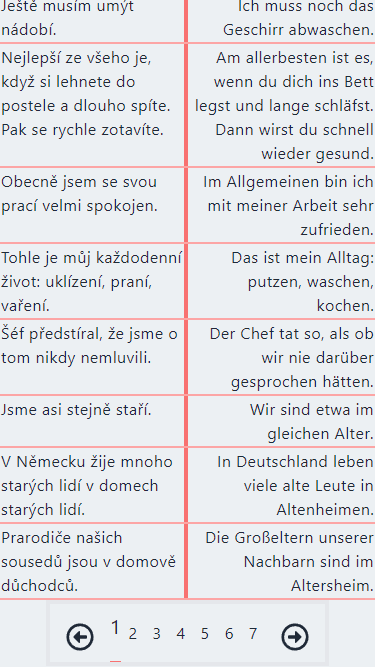 Ještě musím umýt
nádobí.
Ich muss noch das
Geschirr abwaschen.
Nejlepší ze všeho je,
když si lehnete do
postele a dlouho spíte.
Pak se rychle zotavíte.
Am allerbesten ist es,
wenn du dich ins Bett
legst und lange schläfst.
Dann wirst du schnell
wieder gesund.
Obecně jsem se svou
prací velmi spokojen.
Im Allgemeinen bin ich
mit meiner Arbeit sehr
zufrieden.
Tohle je můj každodenní
život: uklízení, praní,
vaření.
Das ist mein Alltag:
putzen, waschen,
kochen.
Šéf předstíral, že jsme o
tom nikdy nemluvili.
Der Chef tat so, als ob
wir nie darüber
gesprochen hätten.
Jsme asi stejně staří.
Wir sind etwa im
gleichen Alter.
V Německu žije mnoho
starých lidí v domech
starých lidí.
In Deutschland leben
viele alte Leute in
Altenheimen.
Prarodiče našich
sousedů jsou v domově
důchodců.
Die Großeltern unserer
Nachbarn sind im
Altersheim.
1 2 3 4 5 6 7